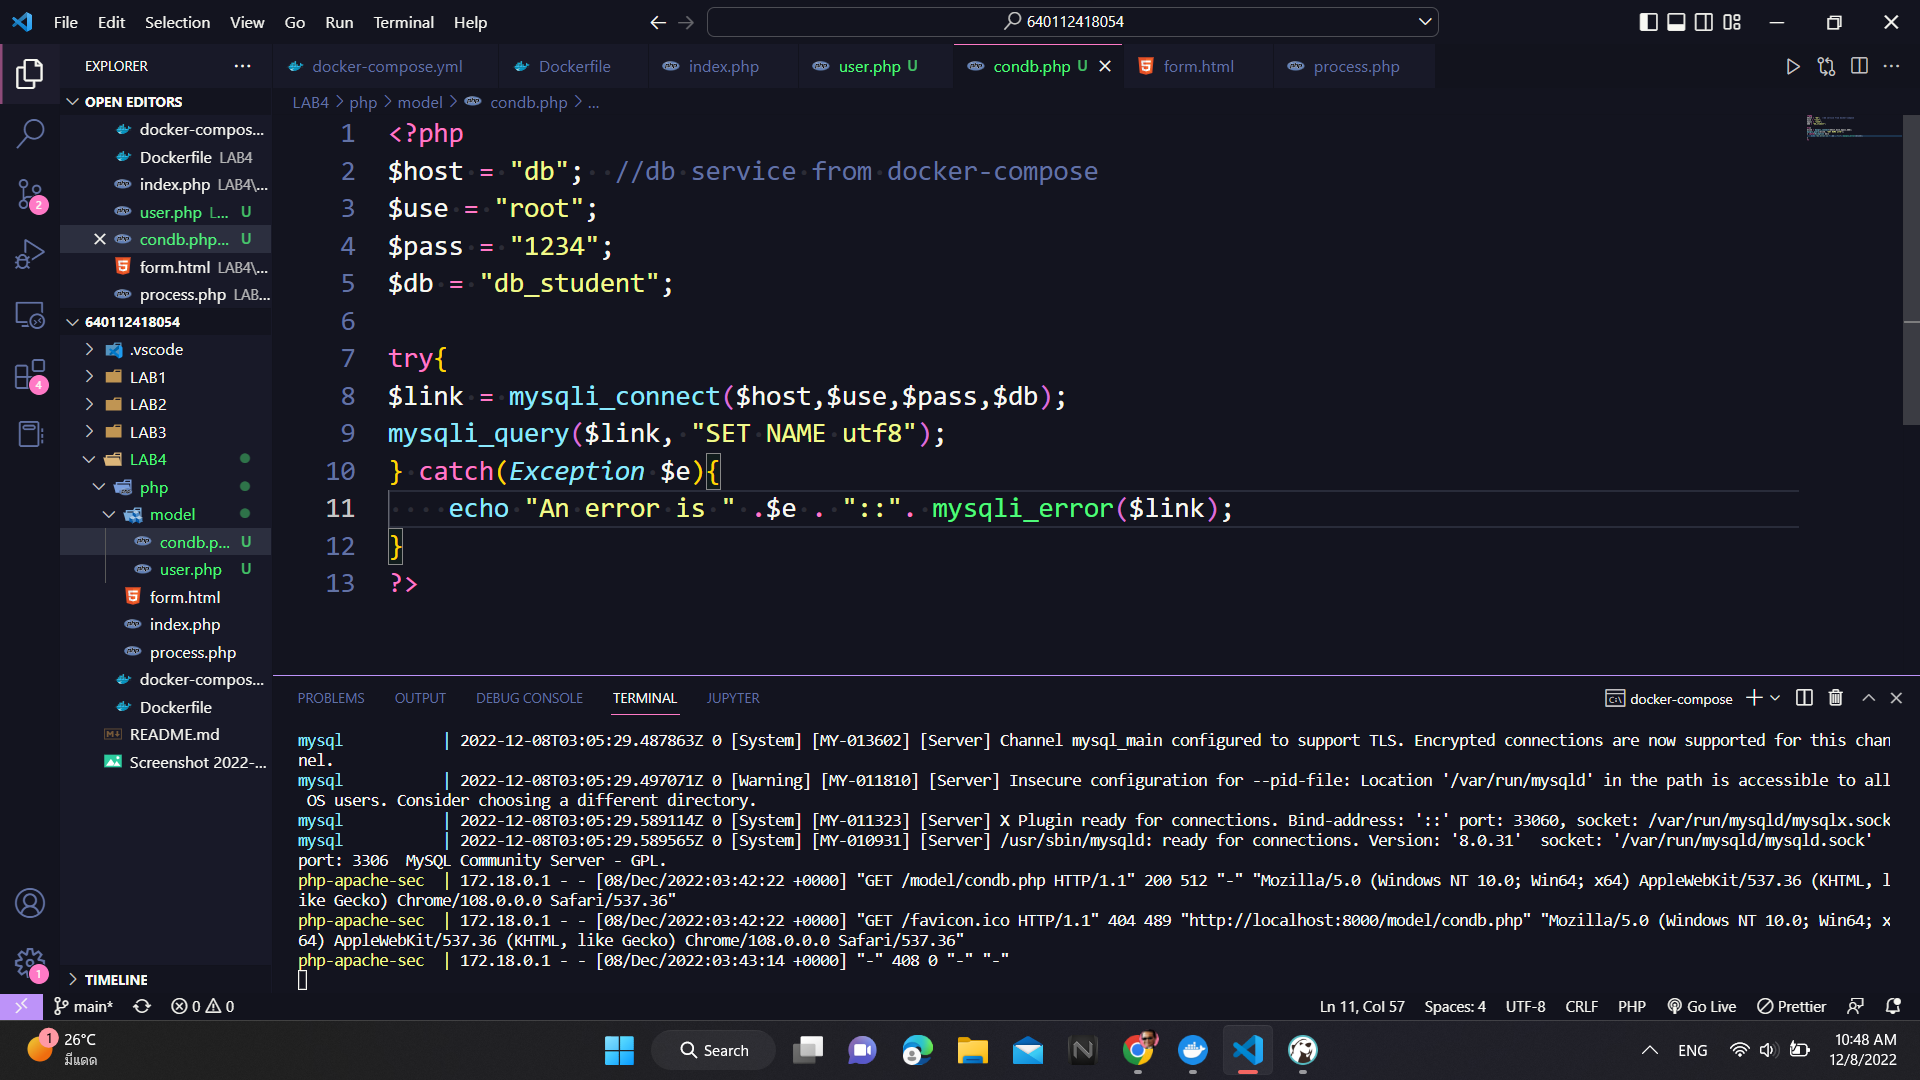 File Edit Selection View Go Run Terminal Help
640112418054
EXPLORER
docker-compose.yml Dockerfile index.php user.php U condb.php U form.html process.php
OPEN EDITORS
docker-compos...
Dockerfile LAB4
index.php LAB4\...
user.php L... U
condb.php... U
form.html LAB4\...
process.php LAB...
640112418054
.vscode
LAB1
LAB2
LAB3
LAB4
php
model
condb.p... U
user.php U
form.html
index.php
process.php
docker-compos...
Dockerfile
README.md
Screenshot 2022-...
TIMELINE
2
4
1
LAB4 > php > model > condb.php > ...
1 <?php
2 $host = "db";  //db service from docker-compose
3 $use = "root";
4 $pass = "1234";
5 $db = "db_student";
6
7 try{
8 $link = mysqli_connect($host,$use,$pass,$db);
9 mysqli_query($link, "SET NAME utf8");
10 } catch(Exception $e){
11     echo "An error is " .$e . "::". mysqli_error($link);
12 }
13 ?>
PROBLEMS OUTPUT DEBUG CONSOLE TERMINAL JUPYTER
docker-compose
mysql           | 2022-12-08T03:05:29.487863Z 0 [System] [MY-013602] [Server] Channel mysql_main configured to support TLS. Encrypted connections are now supported for this chan
nel.
mysql           | 2022-12-08T03:05:29.497071Z 0 [Warning] [MY-011810] [Server] Insecure configuration for --pid-file: Location '/var/run/mysqld' in the path is accessible to all
OS users. Consider choosing a different directory.
mysql           | 2022-12-08T03:05:29.589114Z 0 [System] [MY-011323] [Server] X Plugin ready for connections. Bind-address: '::' port: 33060, socket: /var/run/mysqld/mysqlx.sock
mysql           | 2022-12-08T03:05:29.589565Z 0 [System] [MY-010931] [Server] /usr/sbin/mysqld: ready for connections. Version: '8.0.31'  socket: '/var/run/mysqld/mysqld.sock'
port: 3306  MySQL Community Server - GPL.
php-apache-sec  | 172.18.0.1 - - [08/Dec/2022:03:42:22 +0000] "GET /model/condb.php HTTP/1.1" 200 512 "-" "Mozilla/5.0 (Windows NT 10.0; Win64; x64) AppleWebKit/537.36 (KHTML, l
ike Gecko) Chrome/108.0.0.0 Safari/537.36"
php-apache-sec  | 172.18.0.1 - - [08/Dec/2022:03:42:22 +0000] "GET /favicon.ico HTTP/1.1" 404 489 "http://localhost:8000/model/condb.php" "Mozilla/5.0 (Windows NT 10.0; Win64; x
64) AppleWebKit/537.36 (KHTML, like Gecko) Chrome/108.0.0.0 Safari/537.36"
php-apache-sec  | 172.18.0.1 - - [08/Dec/2022:03:43:14 +0000] "-" 408 0 "-" "-"
main* 0 0
Ln 11, Col 57 Spaces: 4 UTF-8 CRLF PHP Go Live Prettier
1
26°C
มีแดด
Search
ENG
10:48 AM
12/8/2022